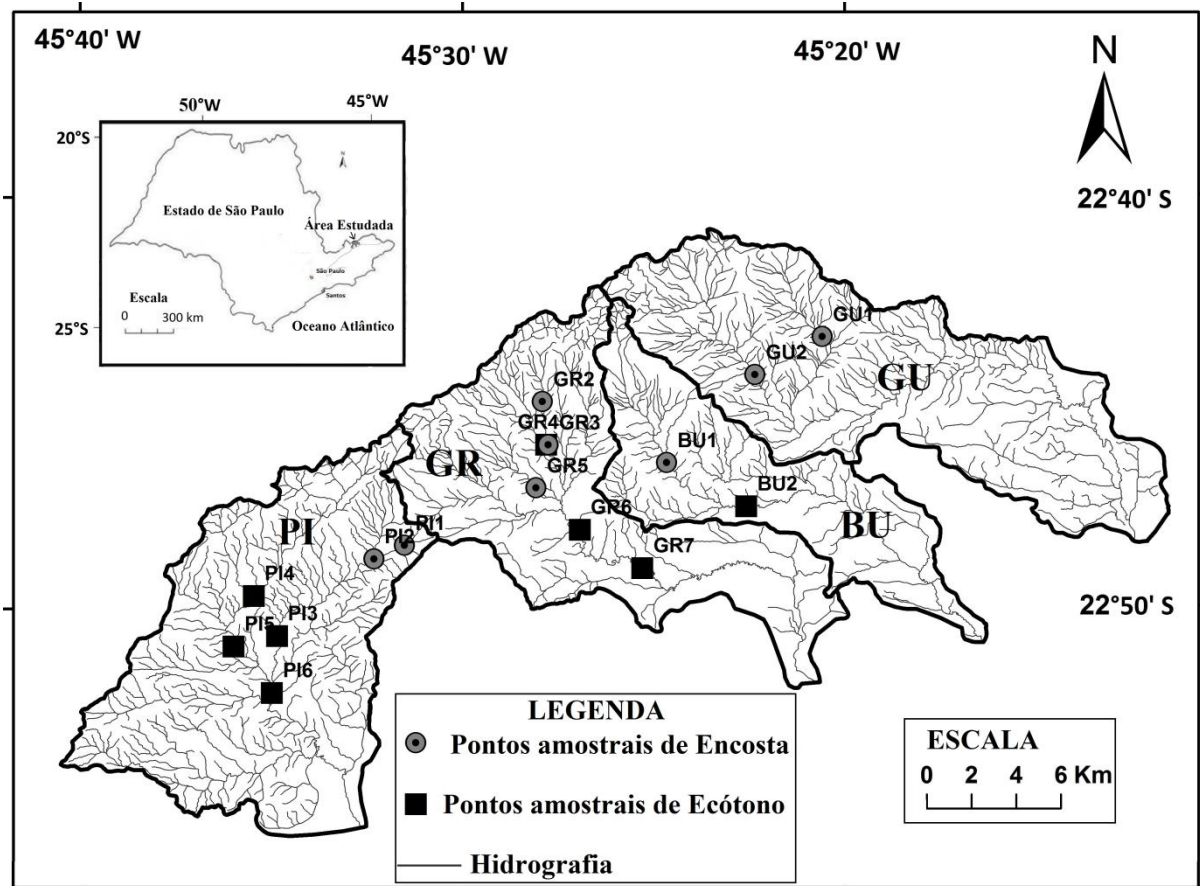 45°40' W
45°30' W
45°20' W
N
50°W
45°W
20°S
22°40' S
Estado de São Paulo
Área Estudada
São Paulo
Santos
Escala
0 300 km
25°S
Oceano Atlântico
GU1
GU2
GU
GR2
GR4GR3
BU1
GR5
GR
BU2
GR6
BU
PI
PI1
PI2
GR7
PI4
22°50' S
PI3
PI5
PI6
LEGENDA
Pontos amostrais de Encosta
Pontos amostrais de Ecótono
Hidrografia
ESCALA
0 2 4 6 Km